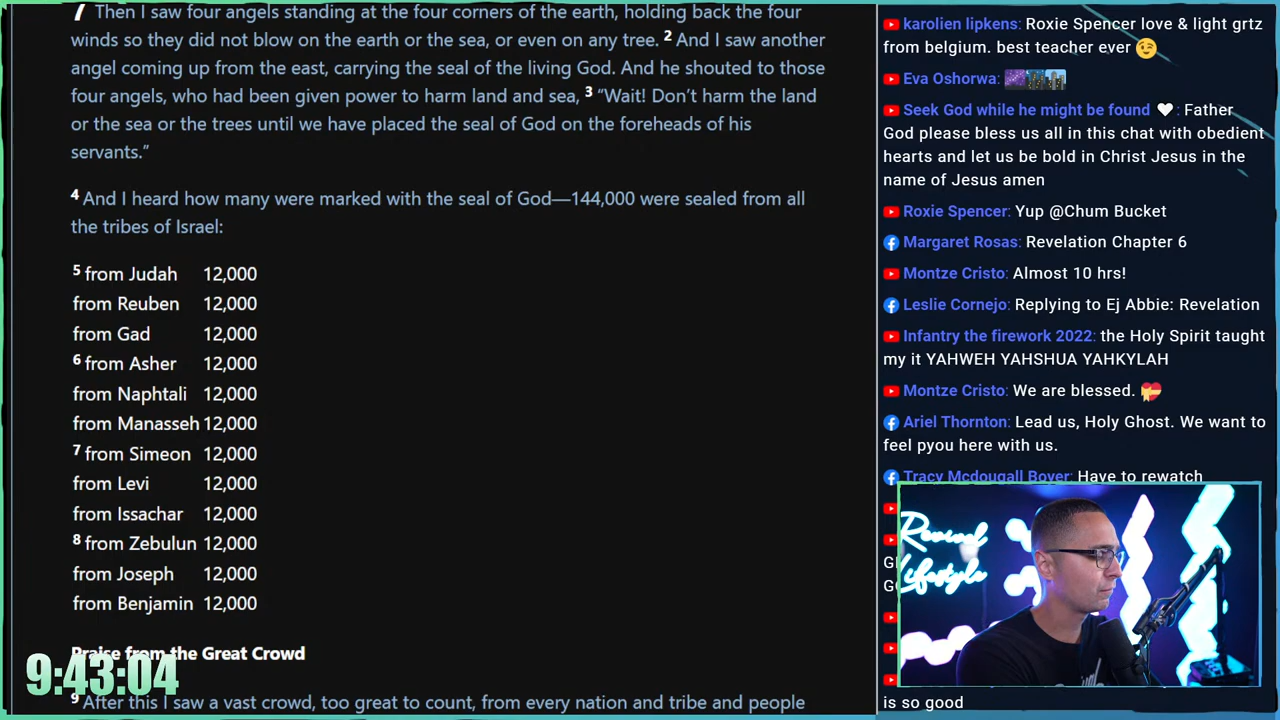 7 Then I saw four angels standing at the four corners of the earth, holding back the four
winds so they did not blow on the earth or the sea, or even on any tree. 2 And I saw another
angel coming up from the east, carrying the seal of the living God. And he shouted to those
four angels, who had been given power to harm land and sea, 3 “Wait! Don’t harm the land
or the sea or the trees until we have placed the seal of God on the foreheads of his
servants.”
4 And I heard how many were marked with the seal of God—144,000 were sealed from all
the tribes of Israel:
5 from Judah 12,000
from Reuben 12,000
from Gad 12,000
6 from Asher 12,000
from Naphtali 12,000
from Manasseh 12,000
7 from Simeon 12,000
from Levi 12,000
from Issachar 12,000
8 from Zebulun 12,000
from Joseph 12,000
from Benjamin 12,000
Praise from the Great Crowd
9:43:04
9 After this I saw a vast crowd, too great to count, from every nation and tribe and people
karolien lipkens: Roxie Spencer love & light grtz
from belgium. best teacher ever 😉
Eva Oshorwa:
Seek God while he might be found 🤍 : Father
God please bless us all in this chat with obedient
hearts and let us be bold in Christ Jesus in the
name of Jesus amen
Roxie Spencer: Yup @Chum Bucket
Margaret Rosas: Revelation Chapter 6
Montze Cristo: Almost 10 hrs!
Leslie Cornejo: Replying to Ej Abbie: Revelation
Infantry the firework 2022: the Holy Spirit taught
my it YAHWEH YAHSHUA YAHKYLAH
Montze Cristo: We are blessed. 💝
Ariel Thornton: Lead us, Holy Ghost. We want to
feel pyou here with us.
Tracy Mcdougall Boyer: Have to rewatch
Revival
Lifestyle
is so good